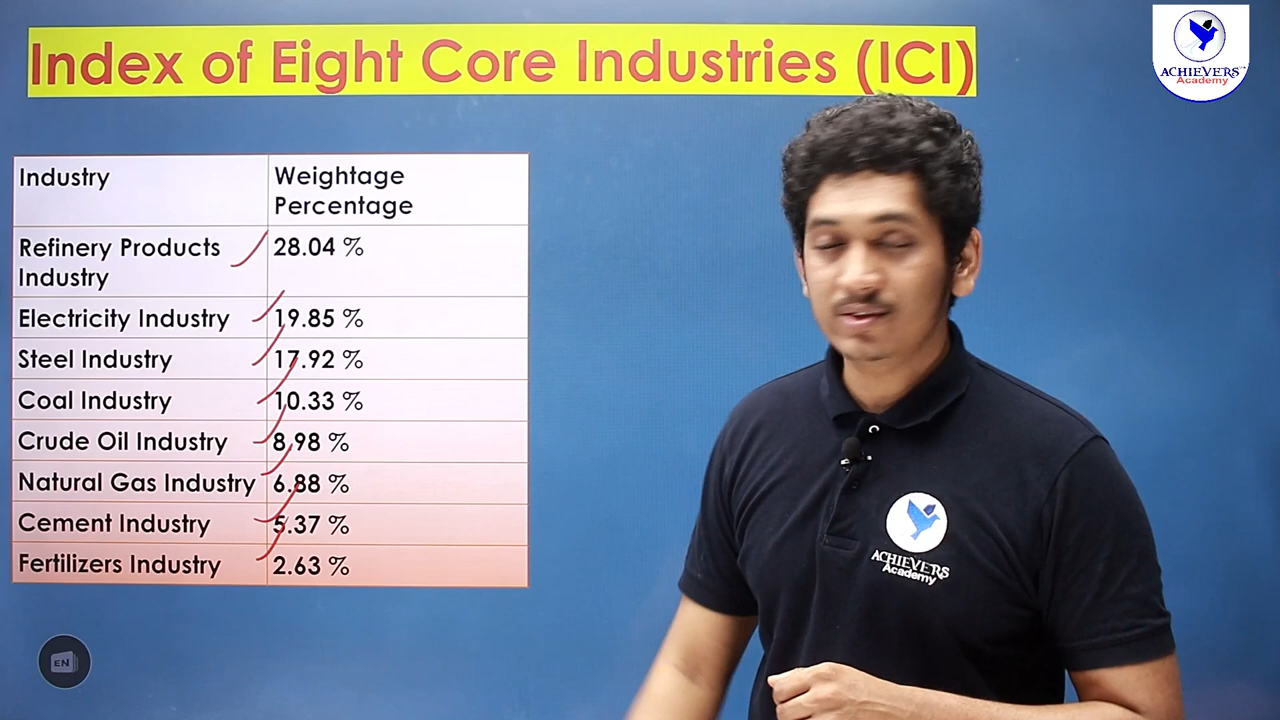 Index of Eight Core Industries (ICI)
ACHIEVERS
Academy
Industry
Weightage
Percentage
Refinery Products
Industry
28.04 %
Electricity Industry
19.85 %
Steel Industry
17.92 %
Coal Industry
10.33 %
Crude Oil Industry
8.98 %
Natural Gas Industry
6.88 %
Cement Industry
5.37 %
Fertilizers Industry
2.63 %
ACHIEVERS
Academy
EN